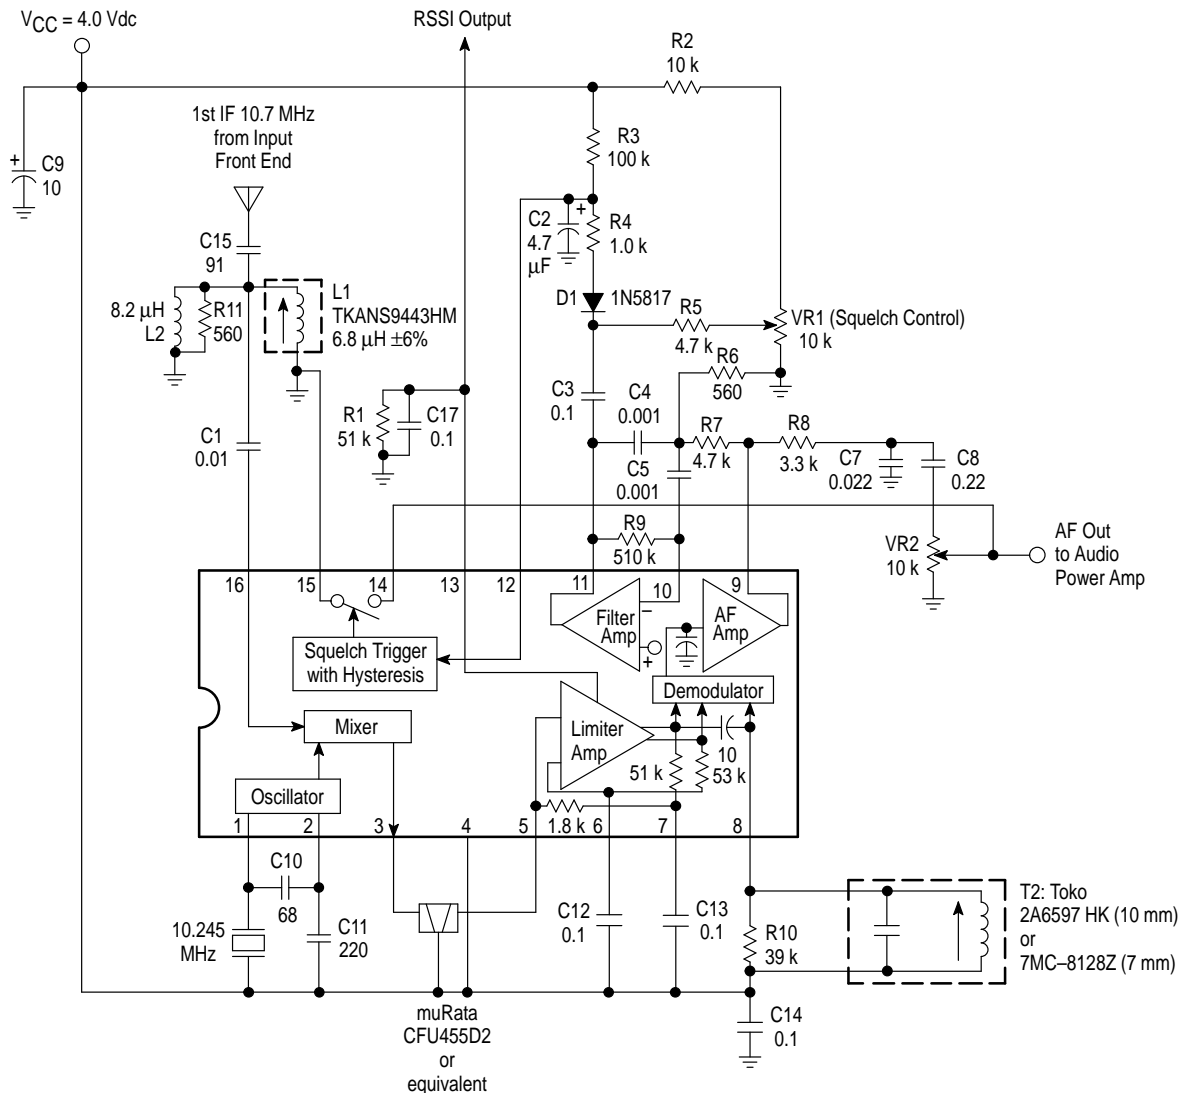 VCC = 4.0 Vdc
RSSI Output
R2
10 k
1st IF 10.7 MHz
from Input
Front End
R3
100 k
+
C9
10
C2
4.7
µF
+
R4
1.0 k
C15
91
8.2 µH
L2
R11
560
L1
TKANS9443HM
6.8 µH ±6%
D1
1N5817
R5
4.7 k
VR1 (Squelch Control)
10 k
R6
560
C3
0.1
C4
0.001
R1
51 k
C17
0.1
C1
0.01
C5
0.001
R7
4.7 k
R8
3.3 k
C7
0.022
C8
0.22
R9
510 k
VR2
10 k
AF Out
to Audio
Power Amp
16
15
14
13
12
11
10
9
Filter
Amp
–
+
AF
Amp
Squelch Trigger
with Hysteresis
Demodulator
Mixer
Limiter
Amp
10
51 k
53 k
Oscillator
1.8 k
1
2
3
4
5
6
7
8
C10
68
10.245
MHz
C11
220
C12
0.1
C13
0.1
R10
39 k
T2: Toko
2A6597 HK (10 mm)
or
7MC–8128Z (7 mm)
muRata
CFU455D2
or
equivalent
C14
0.1